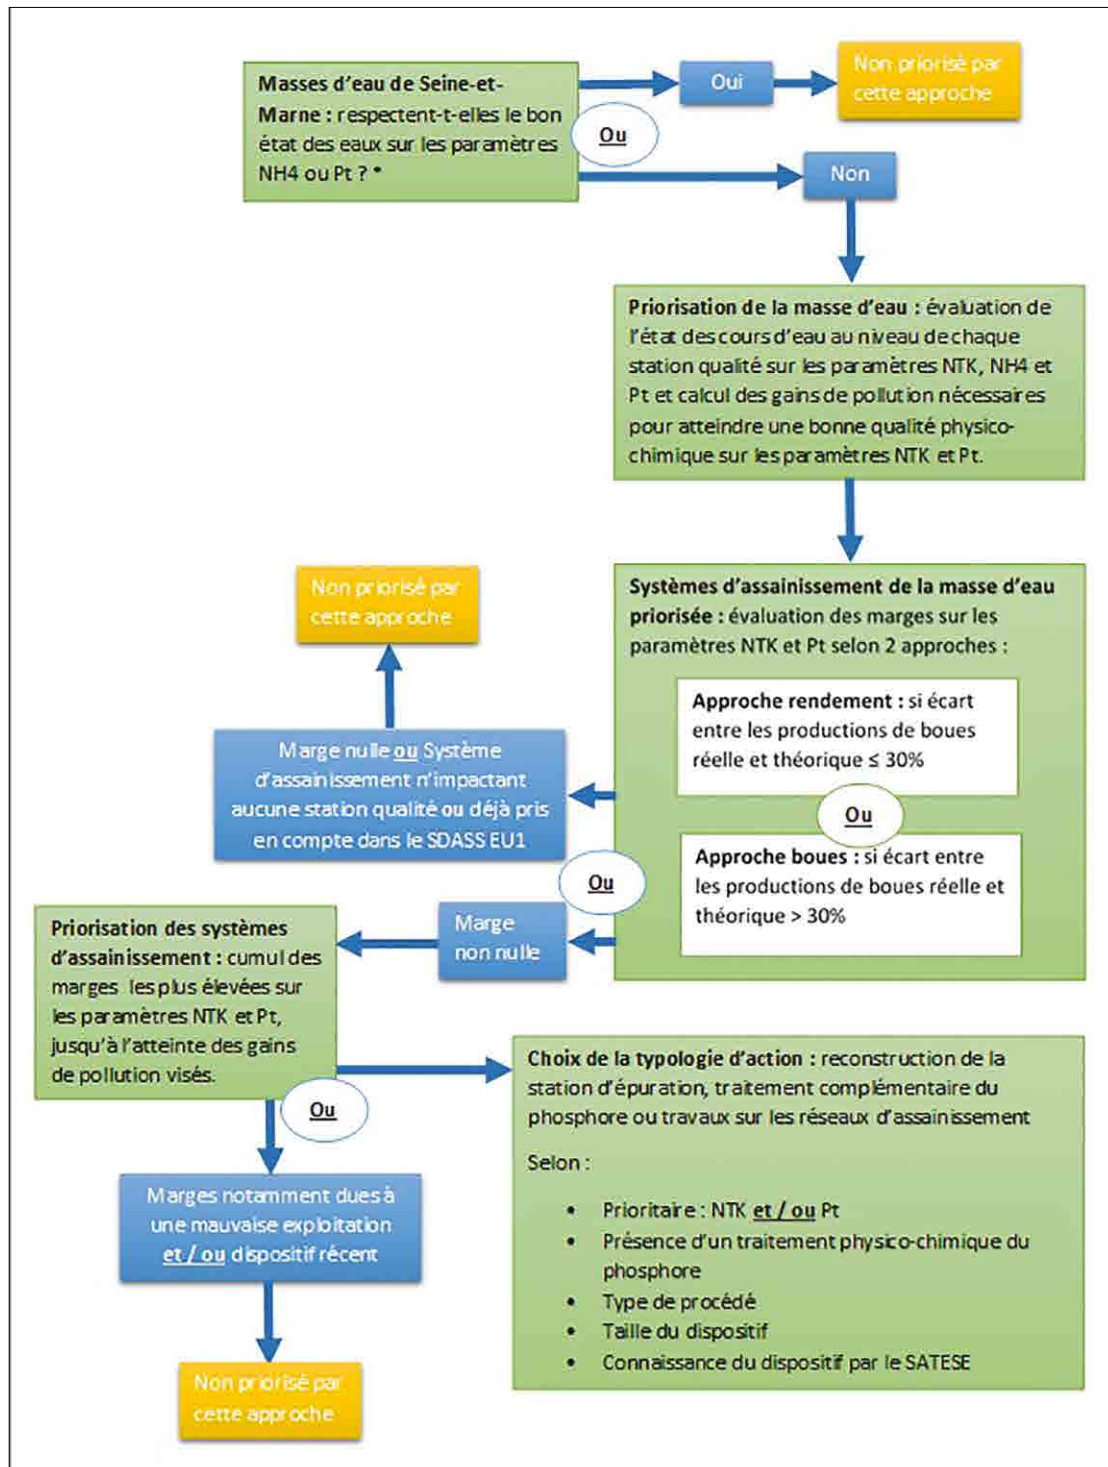 Masses d'eau de Seine-et-
Marne : respectent-t-elles le bon
état des eaux sur les paramètres
NH4 ou Pt ? *
Oui
Non priorisé par
cette approche
Ou
Non
Priorisation de la masse d'eau : évaluation de
l'état des cours d'eau au niveau de chaque
station qualité sur les paramètres NTK, NH4 et
Pt et calcul des gains de pollution nécessaires
pour atteindre une bonne qualité physico-
chimique sur les paramètres NTK et Pt.
Systèmes d'assainissement de la masse d'eau
priorisée : évaluation des marges sur les
paramètres NTK et Pt selon 2 approches :
Approche rendement : si écart
entre les productions de boues
réelle et théorique ≤ 30%
Ou
Approche boues : si écart entre
les productions de boues réelle et
théorique > 30%
Non priorisé par
cette approche
Marge nulle ou Système
d'assainissement n'impactant
aucune station qualité ou déjà pris
en compte dans le SDASS EU1
Ou
Marge
non nulle
Priorisation des systèmes
d'assainissement : cumul des
marges les plus élevées sur
les paramètres NTK et Pt,
jusqu'à l'atteinte des gains
de pollution visés.
Ou
Choix de la typologie d'action : reconstruction de la
station d'épuration, traitement complémentaire du
phosphore ou travaux sur les réseaux d'assainissement
Selon :
• Prioritaire : NTK et / ou Pt
• Présence d'un traitement physico-chimique du
phosphore
• Type de procédé
• Taille du dispositif
• Connaissance du dispositif par le SATESE
Marges notamment dues à
une mauvaise exploitation
et / ou dispositif récent
Non priorisé par
cette approche